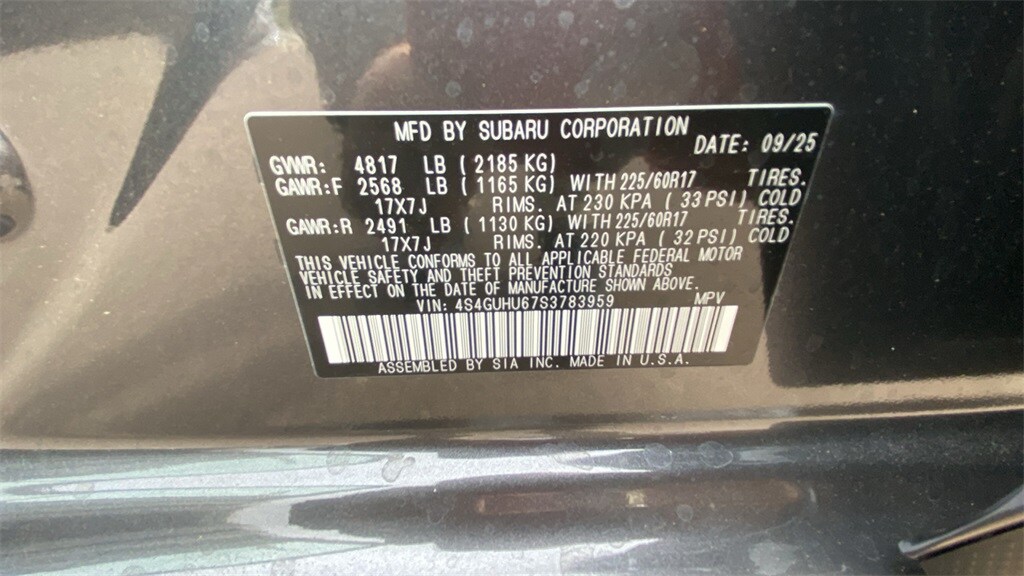 MFD BY SUBARU CORPORATION DATE: 09/25
GVWR: 4817 LB ( 2185 KG)
GAWR:F 2568 LB ( 1165 KG) WITH 225/60R17 TIRES.
17X7J RIMS. AT 230 KPA ( 33 PSI) COLD
GAWR:R 2491 LB ( 1130 KG) WITH 225/60R17 TIRES.
17X7J RIMS. AT 220 KPA ( 32 PSI) COLD
THIS VEHICLE CONFORMS TO ALL APPLICABLE FEDERAL MOTOR
VEHICLE SAFETY AND THEFT PREVENTION STANDARDS
IN EFFECT ON THE DATE OF MANUFACTURE SHOWN ABOVE.
VIN: 4S4GUHU67S3783959 MPV
ASSEMBLED BY SIA INC. MADE IN U.S.A.